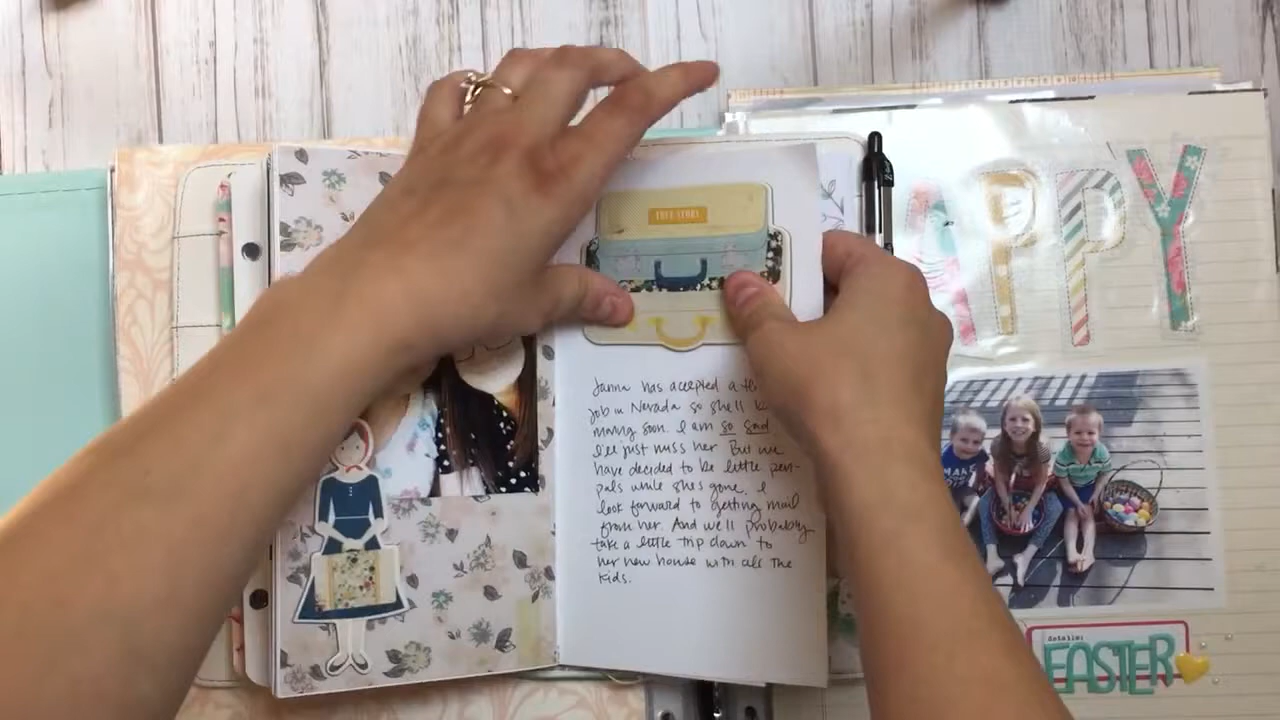 TRUE STORY
Janna has accepted a
job in Nevada so she'll
moving soon. I am so sad
I'll just miss her. But we
have decided to be little pen-
pals while she's gone. I
look forward to getting mail
from her. And we'll probably
take a little trip down to
her new house with all the
kids.
APPY
MAKE
details:
EASTER